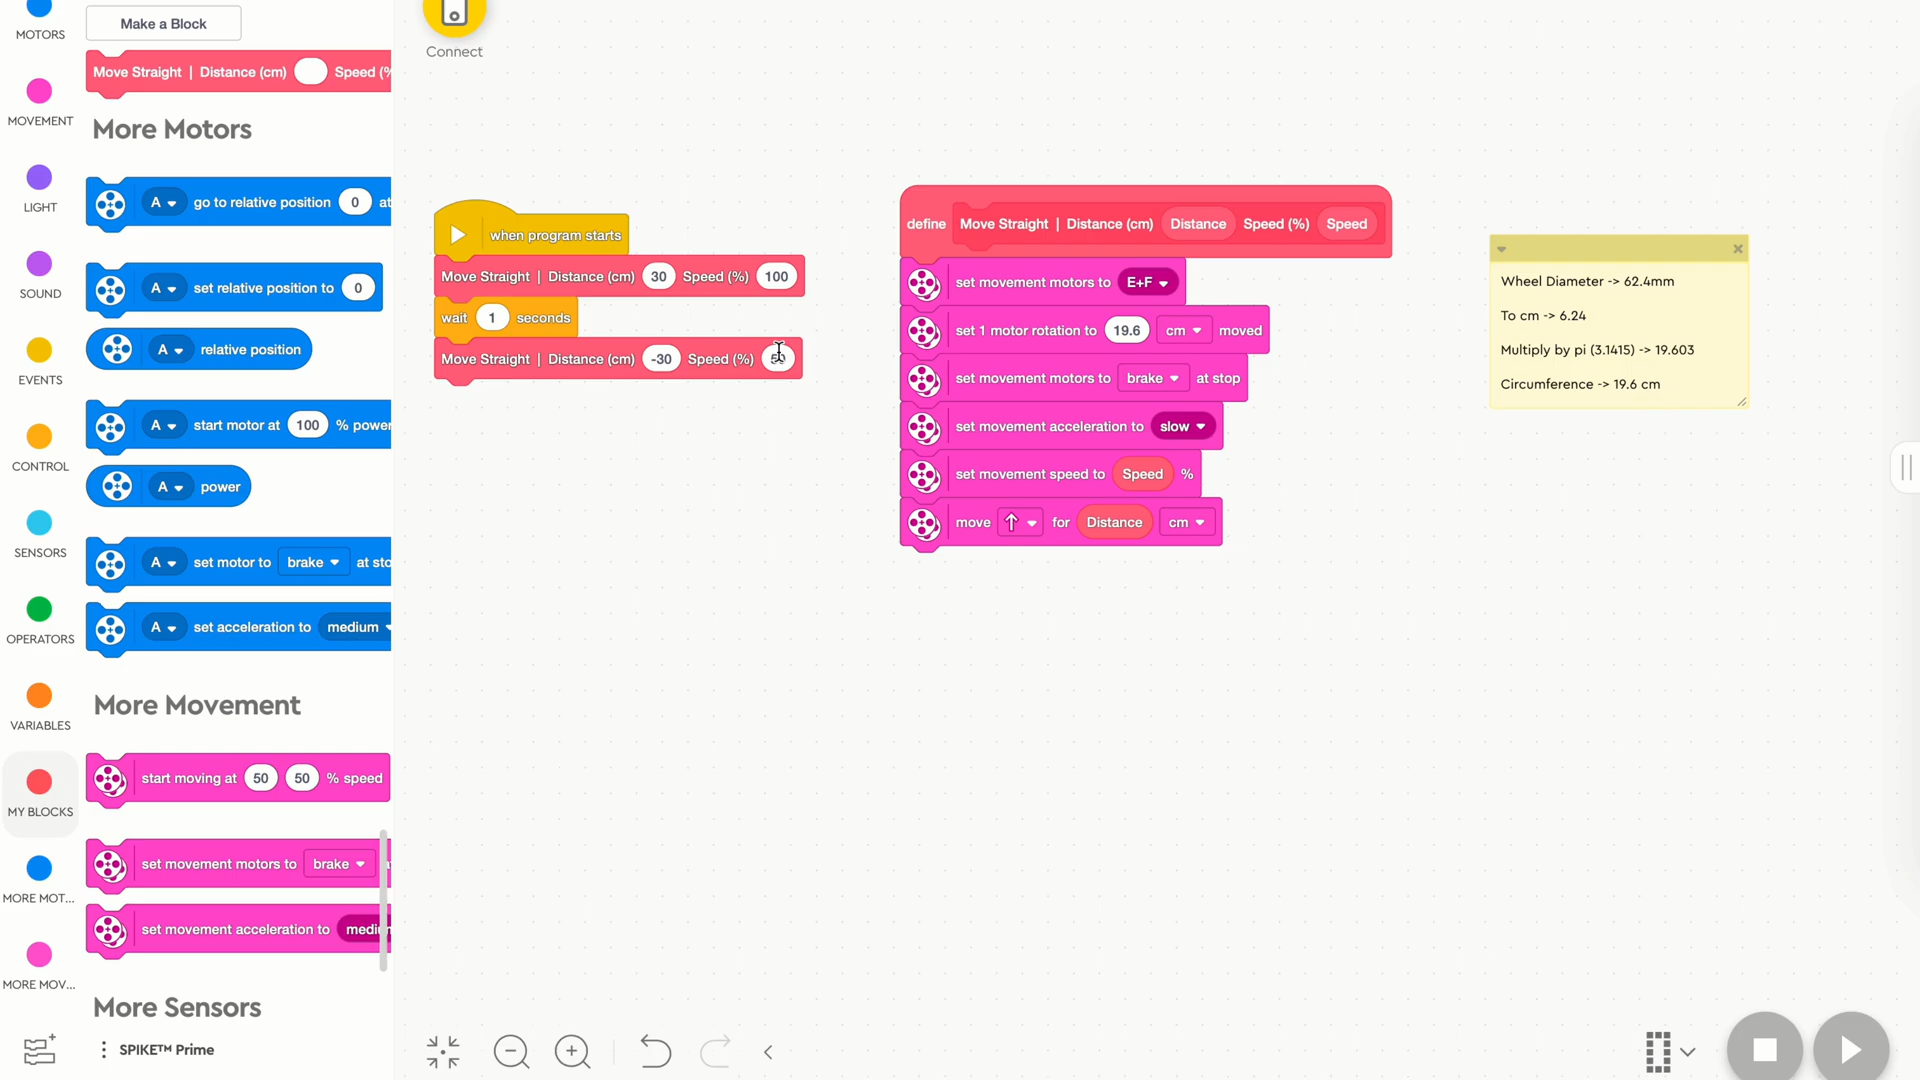 MOTORS
MOVEMENT
LIGHT
SOUND
EVENTS
CONTROL
SENSORS
OPERATORS
VARIABLES
MY BLOCKS
MORE MOT...
MORE MOV...
Make a Block
Move Straight | Distance (cm) Speed (%
More Motors
A go to relative position 0 at
A set relative position to 0
A relative position
A start motor at 100 % power
A power
A set motor to brake at sto
A set acceleration to medium
More Movement
start moving at 50 50 % speed
set movement motors to brake
set movement acceleration to mediu
More Sensors
SPIKE™ Prime
Connect
when program starts
Move Straight | Distance (cm) 30 Speed (%) 100
wait 1 seconds
Move Straight | Distance (cm) -30 Speed (%)
define Move Straight | Distance (cm) Distance Speed (%) Speed
set movement motors to E+F
set 1 motor rotation to 19.6 cm moved
set movement motors to brake at stop
set movement acceleration to slow
set movement speed to Speed %
move ↑ for Distance cm
Wheel Diameter -> 62.4mm
To cm -> 6.24
Multiply by pi (3.1415) -> 19.603
Circumference -> 19.6 cm